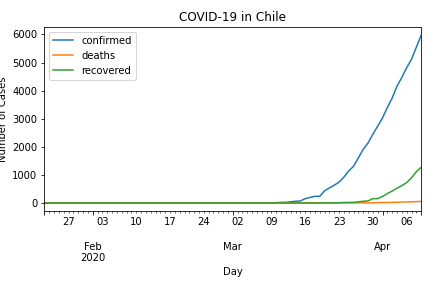 COVID-19 in Chile
confirmed
deaths
recovered
6000
5000
4000
3000
2000
1000
0
Number of Cases
27 03 10 17 24 02 09 16 23 30 06
Feb Mar Apr
2020
Day